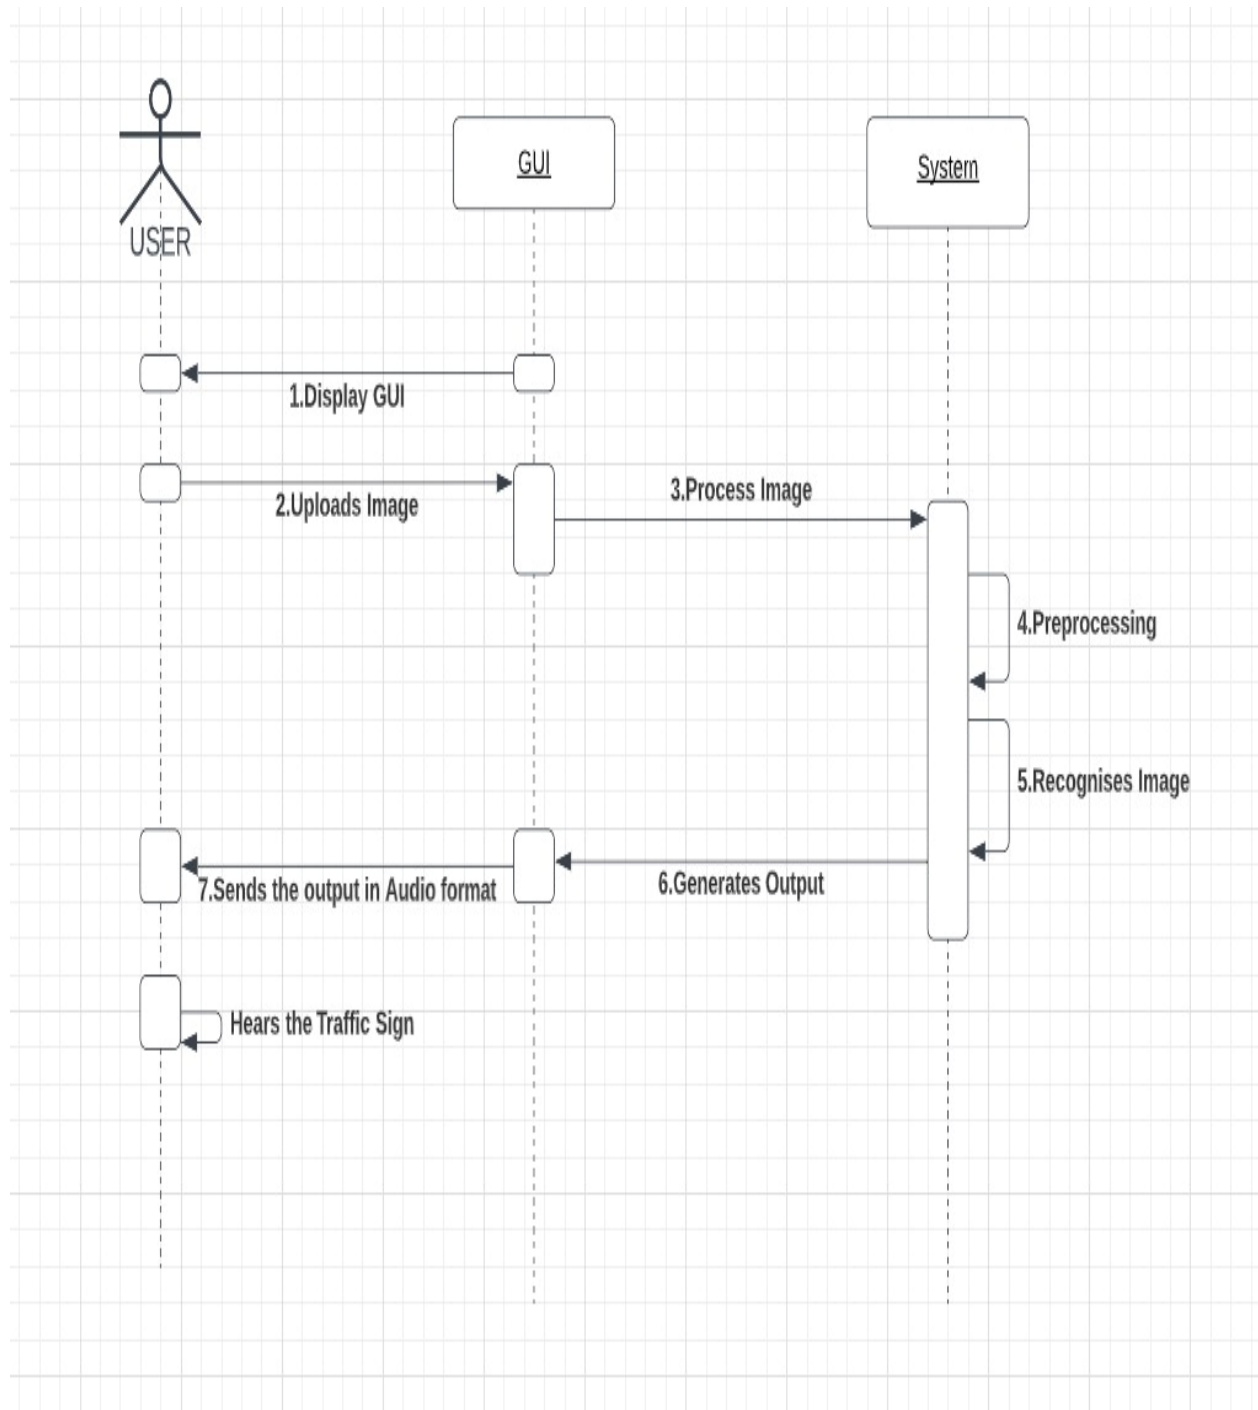 USER
GUI
System
1.Display GUI
2.Uploads Image
3.Process Image
4.Preprocessing
5.Recognises Image
6.Generates Output
7.Sends the output in Audio format
Hears the Traffic Sign